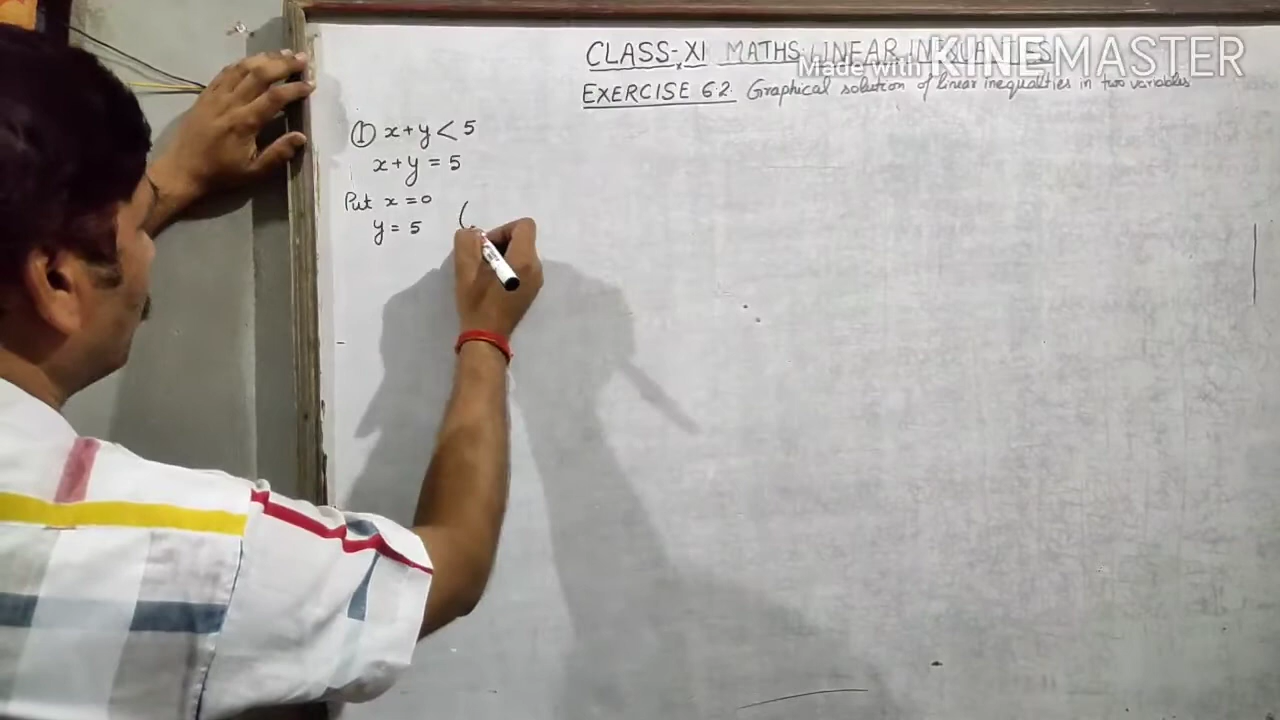 CLASS-XI MATHS LINEAR INEQUALITIES
Made with KINEMASTER
EXERCISE 6.2. Graphical solution of linear inequalities in two variables
① x+y < 5
x+y = 5
Put x = 0
y = 5
(